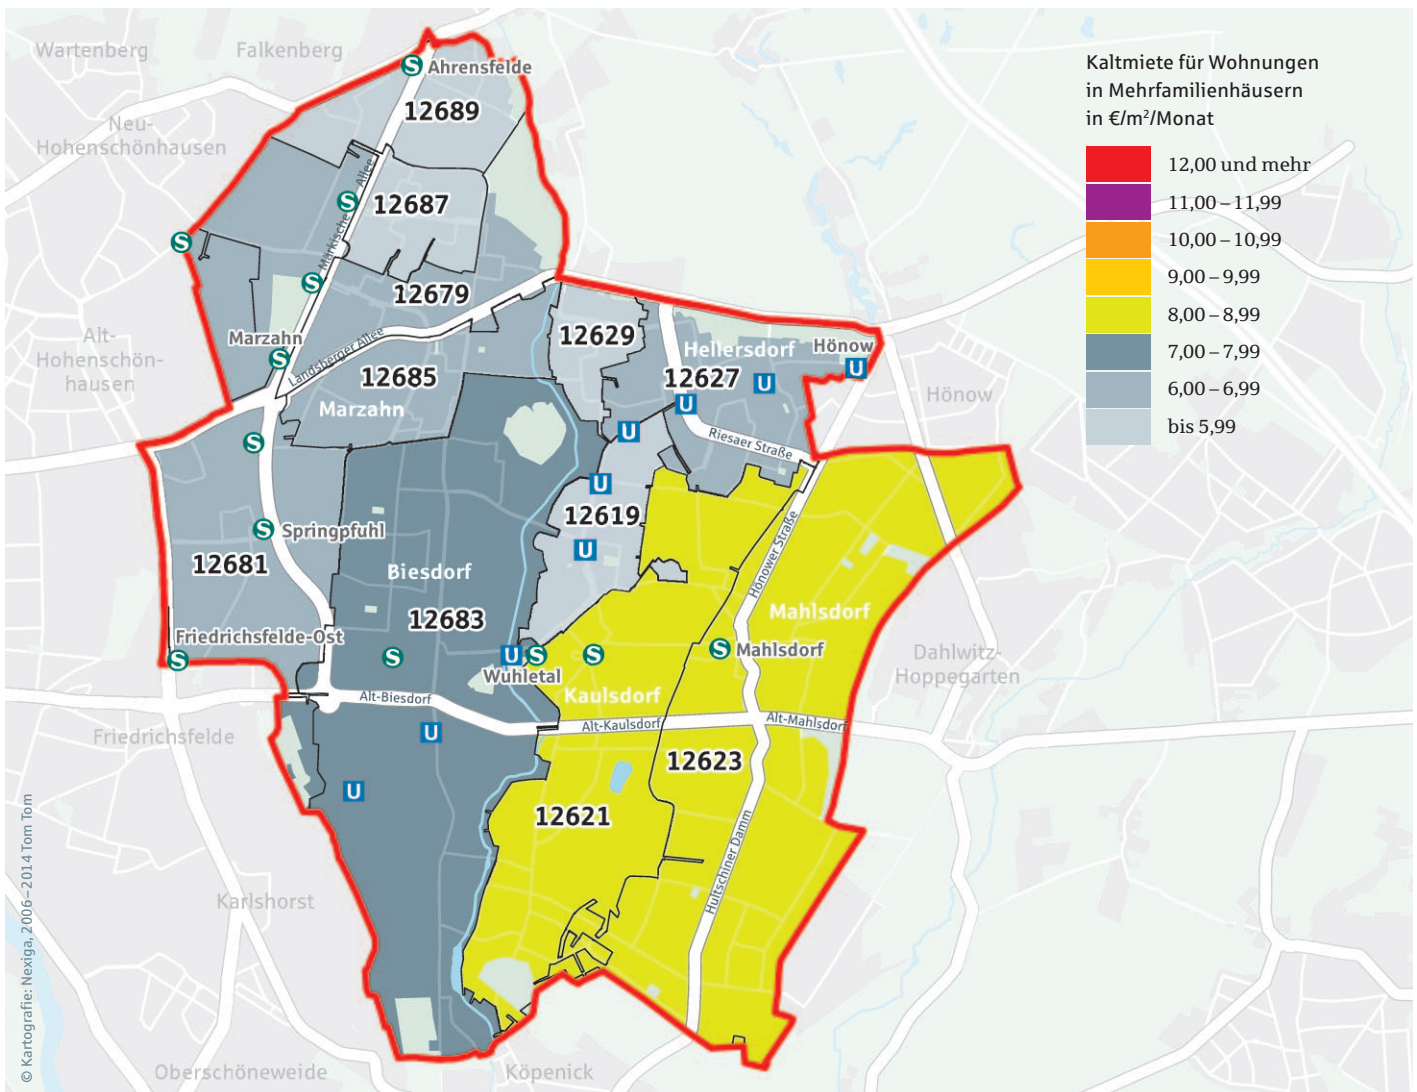 Wartenberg
Falkenberg
Ahrensfelde
12689
Neu-
Hohenschönhausen
Märkische Allee
12687
12679
Alt-
Hohenschön-
hausen
Marzahn
Landsberger Allee
12685
Marzahn
12629
Hellersdorf
Hönow
12627
Hönow
Riesaer Straße
Springpfuhl
12681
12619
Biesdorf
12683
Hönower Straße
Mahlsdorf
Friedrichsfelde-Ost
Wuhletal
Mahlsdorf
Dahlwitz-
Hoppegarten
Kaulsdorf
Alt-Biesdorf
Alt-Kaulsdorf
Alt-Mahlsdorf
Friedrichsfelde
12623
12621
Hultschiner Damm
Karlshorst
Oberschöneweide
Köpenick
S
S
S
S
S
S
S
S
S
S
S
S
U
U
U
U
U
U
U
U
U
Kaltmiete für Wohnungen
in Mehrfamilienhäusern
in €/m²/Monat
12,00 und mehr
11,00 – 11,99
10,00 – 10,99
9,00 – 9,99
8,00 – 8,99
7,00 – 7,99
6,00 – 6,99
bis 5,99
© Kartografie: Nexiga, 2006 – 2014 Tom Tom